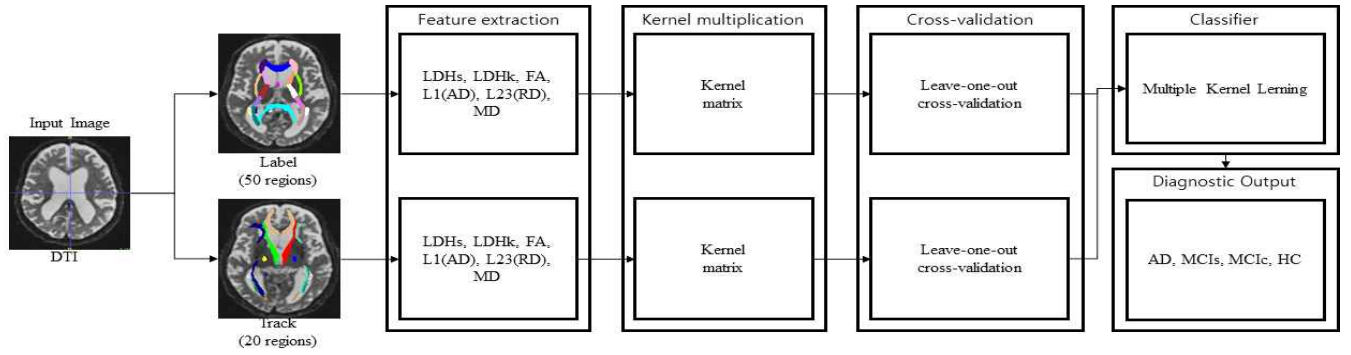 Input Image
DTI
Label
(50 regions)
Track
(20 regions)
Feature extraction
LDHs, LDHk, FA,
L1(AD), L23(RD),
MD
LDHs, LDHk, FA,
L1(AD), L23(RD),
MD
Kernel multiplication
Kernel
matrix
Kernel
matrix
Cross-validation
Leave-one-out
cross-validation
Leave-one-out
cross-validation
Classifier
Multiple Kernel Lerning
Diagnostic Output
AD, MCIs, MCIc, HC